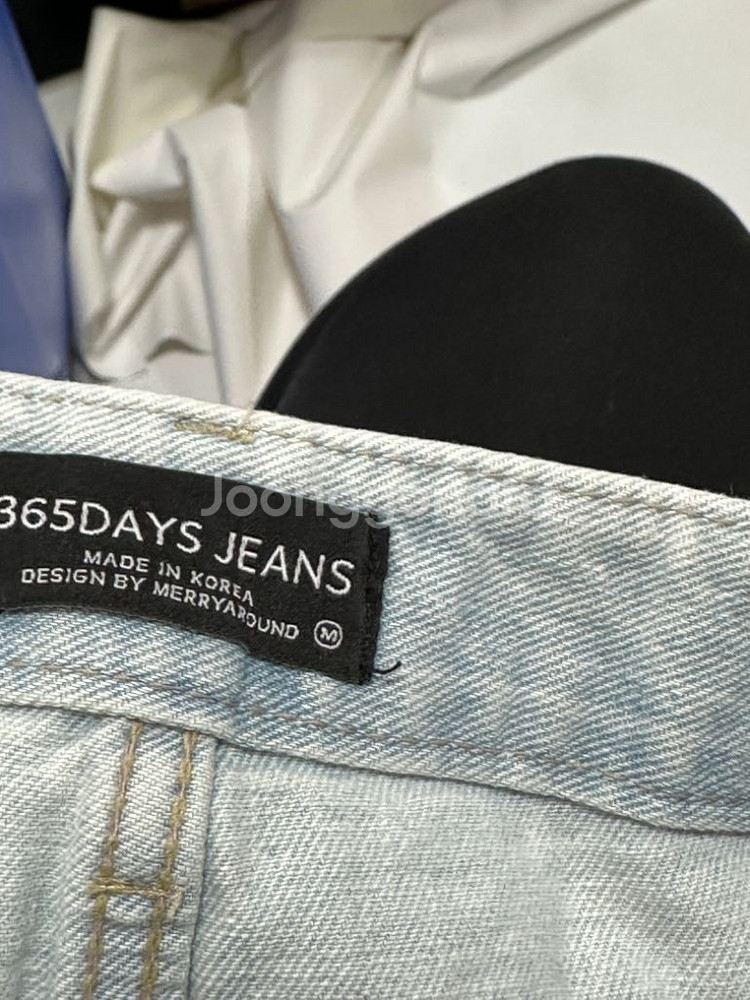 365DAYS JEANS
MADE IN KOREA
DESIGN BY MERRYAROUND M